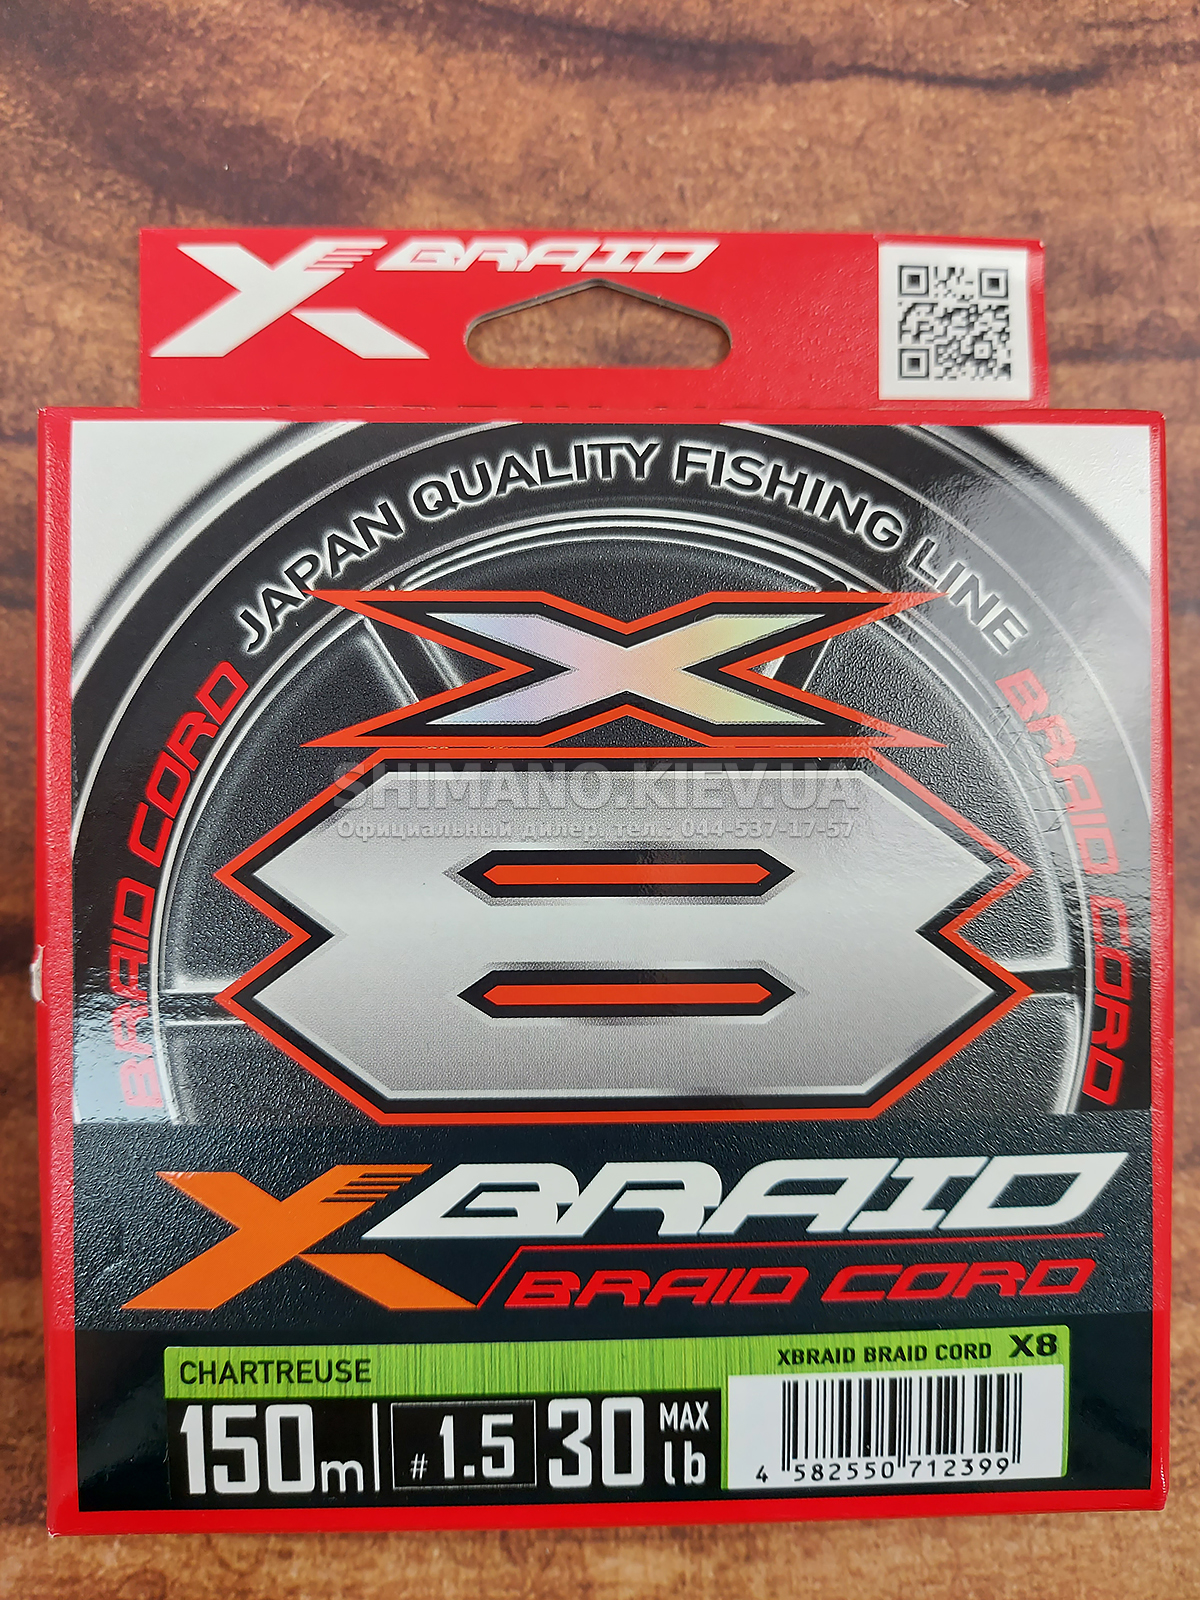 X BRAID
BRAID CORD JAPAN QUALITY FISHING LINE BRAID CORD
X
8
SHIMANO.KIEV.UA
Официальный дилер, тел.: 044-537-17-57
X BRAID
BRAID CORD
CHARTREUSE
XBRAID BRAID CORD X8
150m # 1.5 30 MAX lb
4 582550 712399